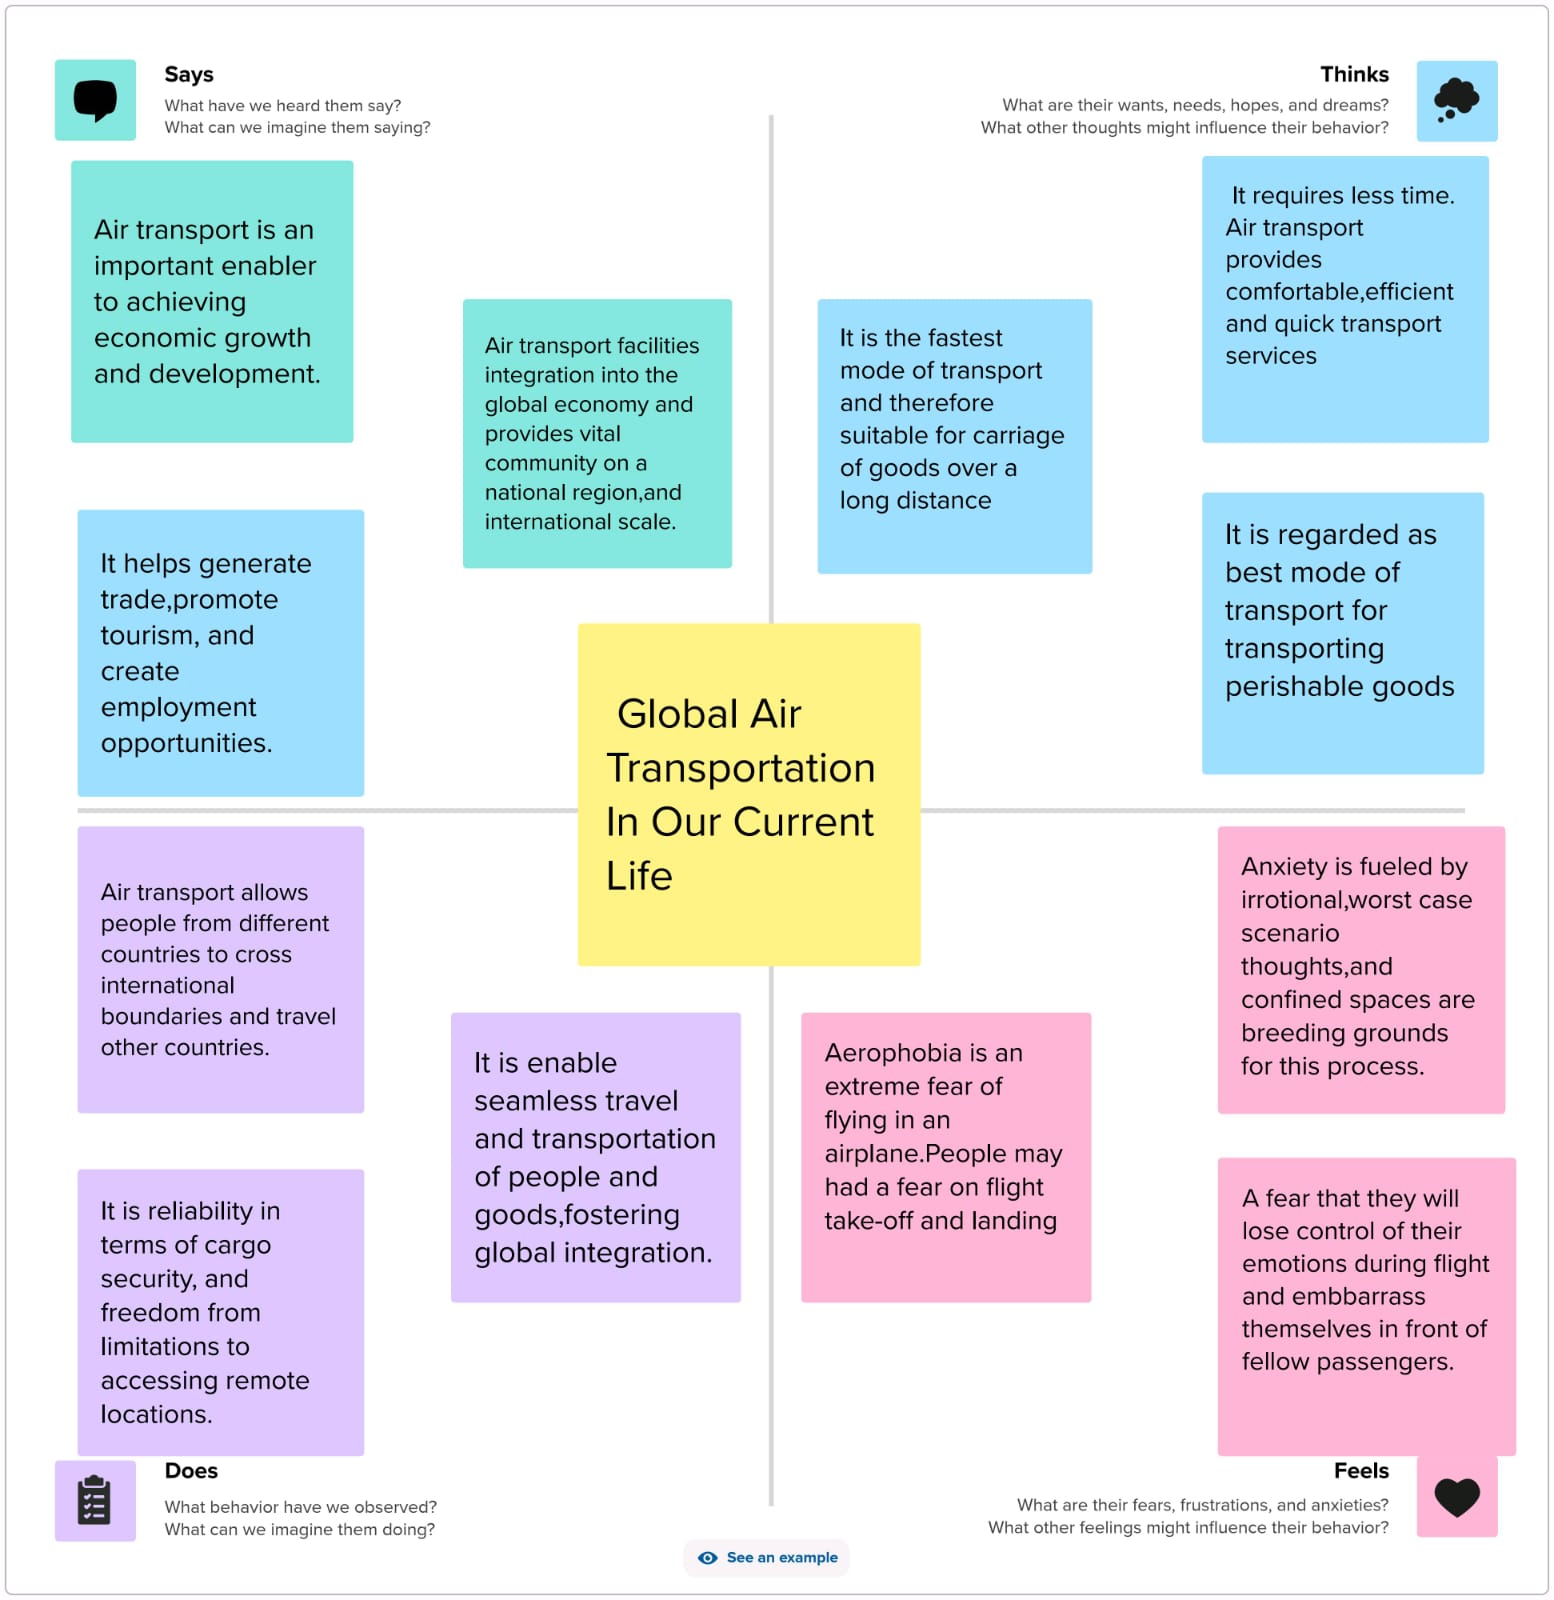 Says
What have we heard them say?
What can we imagine them saying?
Air transport is an
important enabler
to achieving
economic growth
and development.
Air transport facilities
integration into the
global economy and
provides vital
community on a
national region,and
international scale.
It helps generate
trade,promote
tourism, and
create
employment
opportunities.
Thinks
What are their wants, needs, hopes, and dreams?
What other thoughts might influence their behavior?
It requires less time.
Air transport
provides
comfortable,efficient
and quick transport
services
It is the fastest
mode of transport
and therefore
suitable for carriage
of goods over a
long distance
It is regarded as
best mode of
transport for
transporting
perishable goods
Global Air
Transportation
In Our Current
Life
Air transport allows
people from different
countries to cross
international
boundaries and travel
other countries.
It is enable
seamless travel
and transportation
of people and
goods,fostering
global integration.
It is reliability in
terms of cargo
security, and
freedom from
limitations to
accessing remote
locations.
Does
What behavior have we observed?
What can we imagine them doing?
Anxiety is fueled by
irrotional,worst case
scenario
thoughts,and
confined spaces are
breeding grounds
for this process.
Aerophobia is an
extreme fear of
flying in an
airplane.People may
had a fear on flight
take-off and landing
A fear that they will
lose control of their
emotions during flight
and embbarrass
themselves in front of
fellow passengers.
Feels
What are their fears, frustrations, and anxieties?
What other feelings might influence their behavior?
See an example